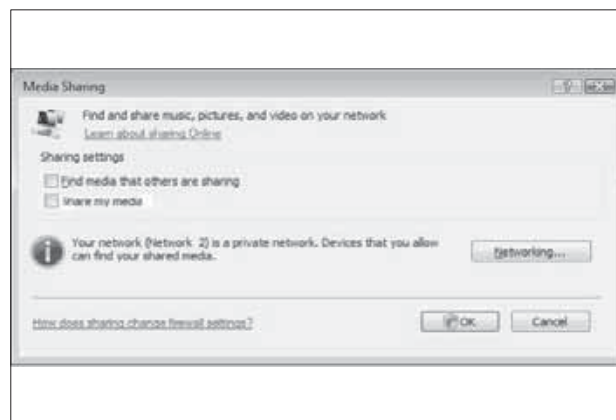 Media Sharing
Find and share music, pictures, and video on your network
Learn about sharing Online
Sharing settings
Find media that others are sharing
Share my media
Your network (Network 2) is a private network. Devices that you allow
can find your shared media.
Networking...
How does sharing change firewall settings?
OK
Cancel